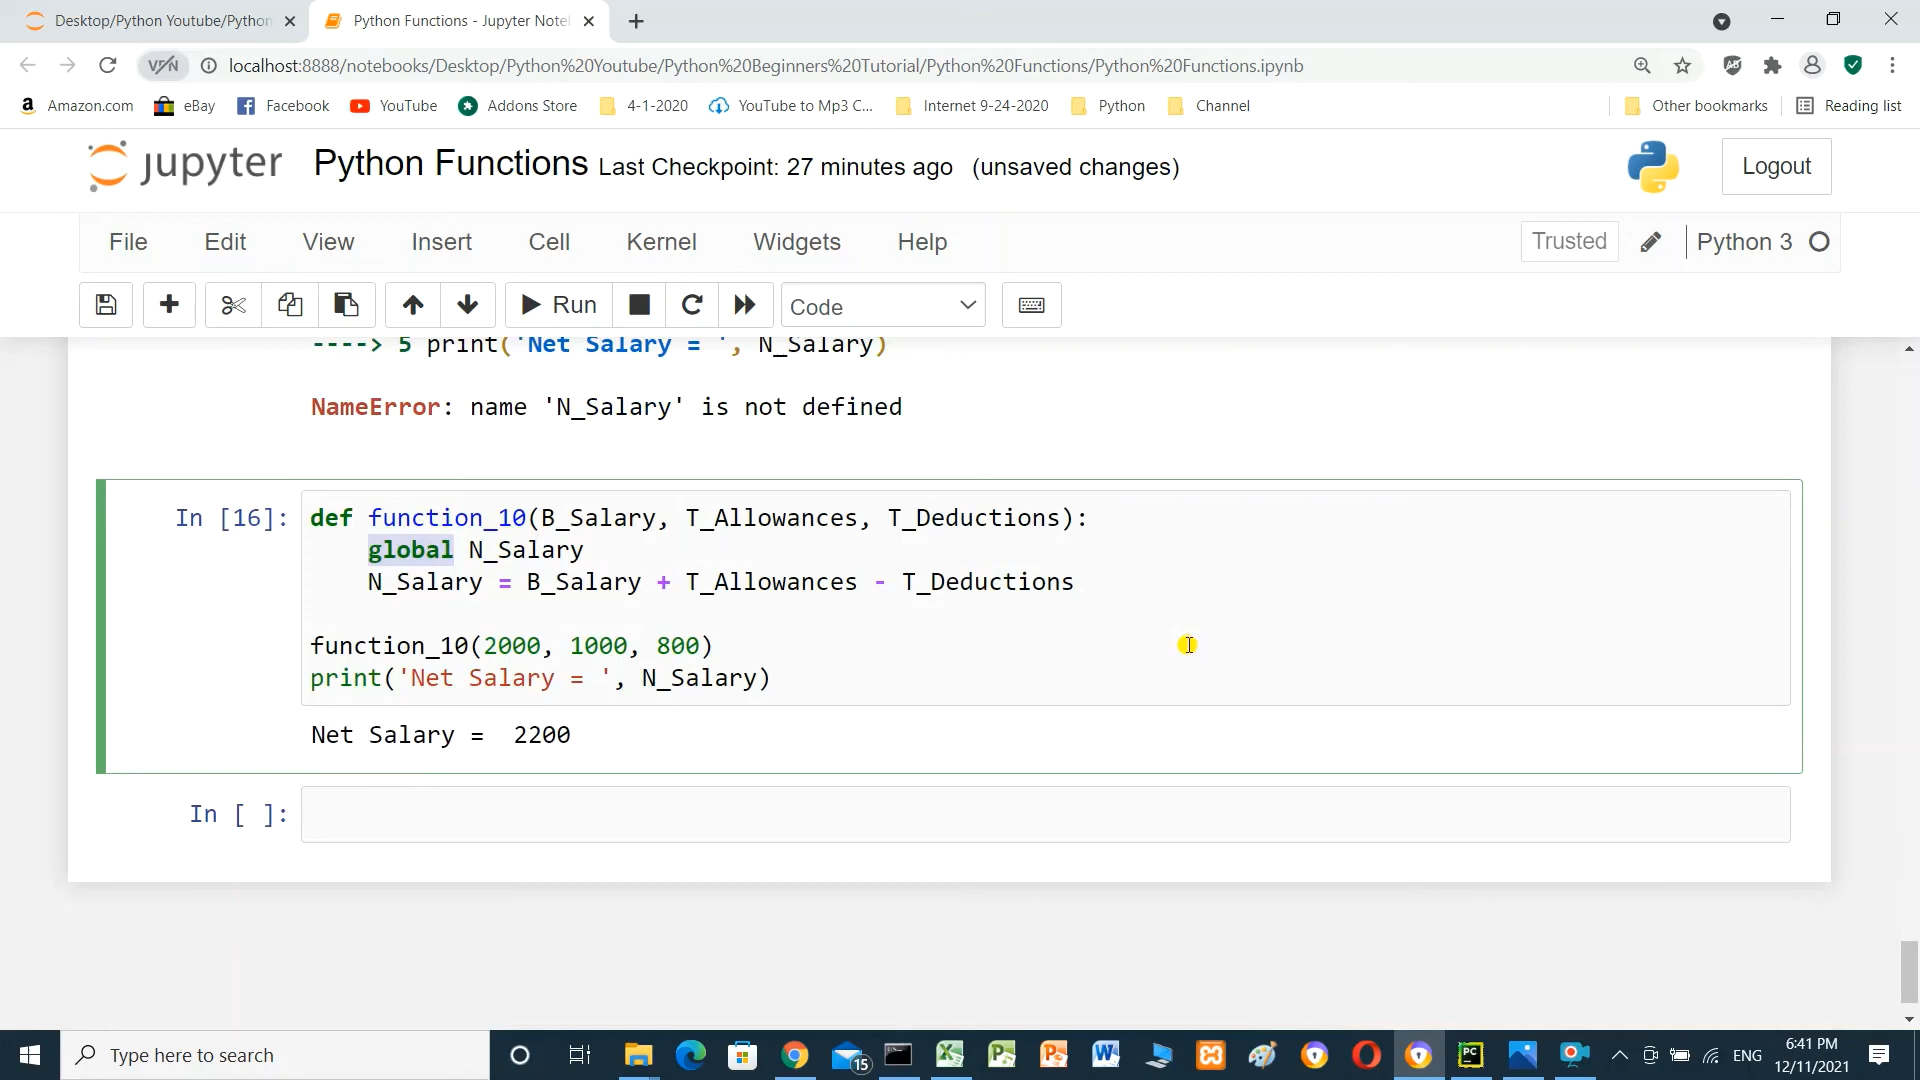 Desktop/Python Youtube/Python
Python Functions - Jupyter Note
VPN
localhost:8888/notebooks/Desktop/Python%20Youtube/Python%20Beginners%20Tutorial/Python%20Functions/Python%20Functions.ipynb
Amazon.com eBay Facebook YouTube Addons Store 4-1-2020 YouTube to Mp3 C... Internet 9-24-2020 Python Channel Other bookmarks Reading list
jupyter Python Functions Last Checkpoint: 27 minutes ago (unsaved changes) Logout
File Edit View Insert Cell Kernel Widgets Help Trusted Python 3
Run Code
----> 5 print('Net Salary = ', N_Salary)
NameError: name 'N_Salary' is not defined
In [16]: def function_10(B_Salary, T_Allowances, T_Deductions):
global N_Salary
N_Salary = B_Salary + T_Allowances - T_Deductions
function_10(2000, 1000, 800)
print('Net Salary = ', N_Salary)
Net Salary =  2200
In [ ]:
Type here to search
15
ENG
6:41 PM
12/11/2021